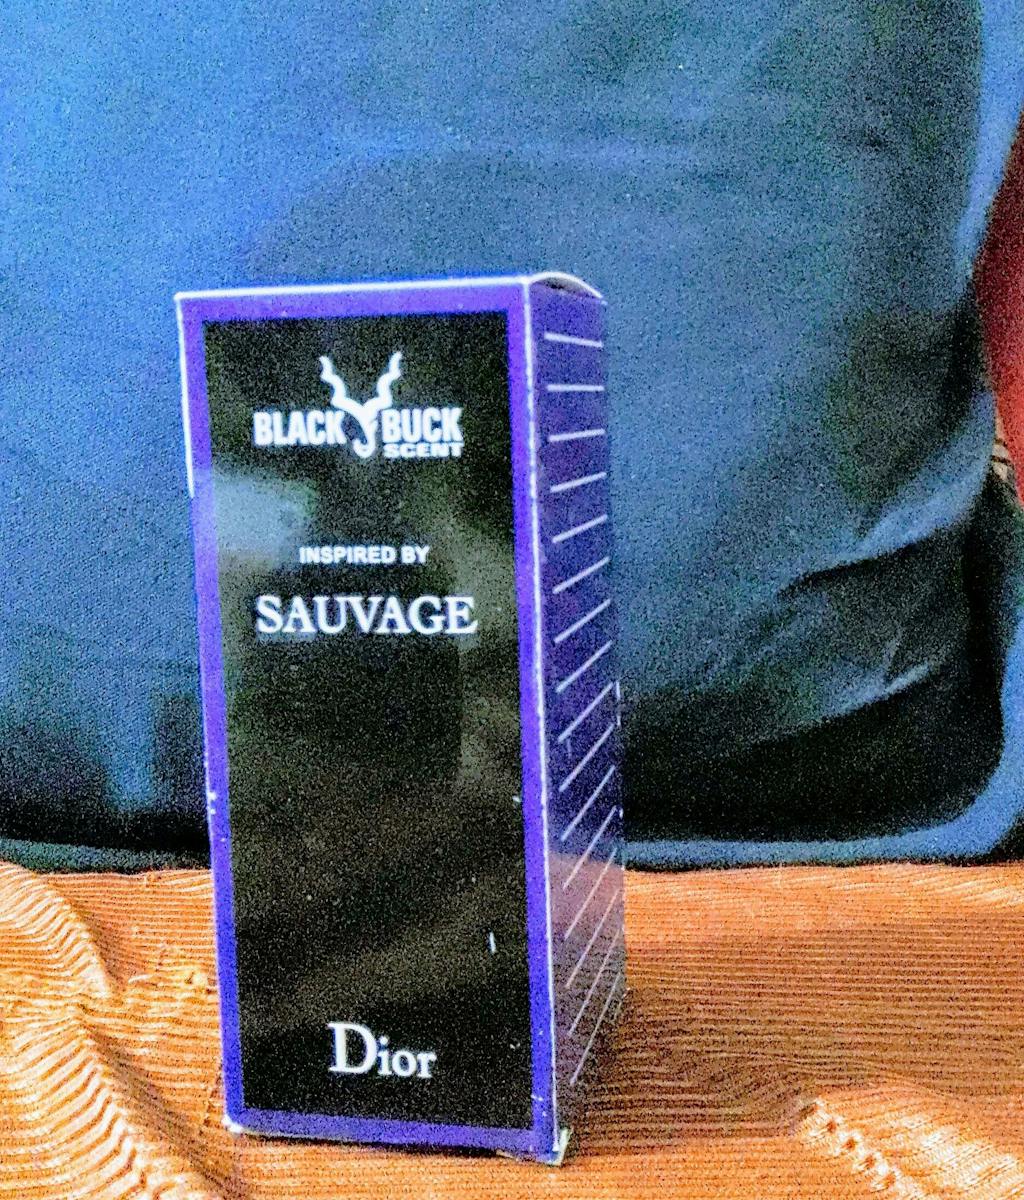 BLACK BUCK
SCENT
INSPIRED BY
SAUVAGE
Dior